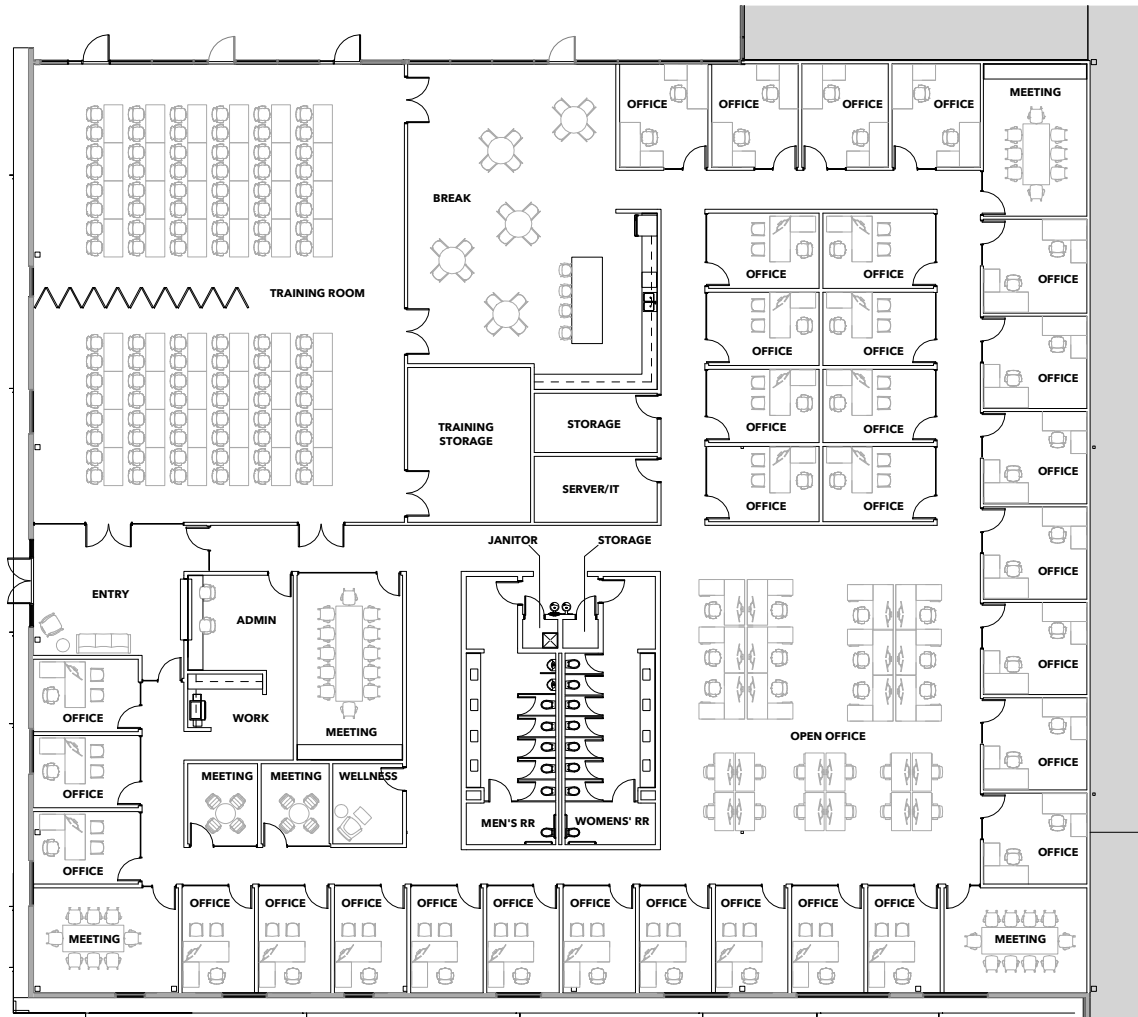 OFFICE
OFFICE
OFFICE
OFFICE
MEETING
BREAK
OFFICE
OFFICE
OFFICE
TRAINING ROOM
OFFICE
OFFICE
OFFICE
TRAINING
STORAGE
STORAGE
OFFICE
OFFICE
OFFICE
SERVER/IT
OFFICE
OFFICE
JANITOR
STORAGE
OFFICE
ENTRY
ADMIN
OFFICE
OFFICE
WORK
MEETING
OPEN OFFICE
OFFICE
OFFICE
MEETING
MEETING
WELLNESS
MEN'S RR
WOMENS' RR
OFFICE
OFFICE
OFFICE
OFFICE
OFFICE
OFFICE
OFFICE
OFFICE
OFFICE
OFFICE
OFFICE
OFFICE
MEETING
MEETING